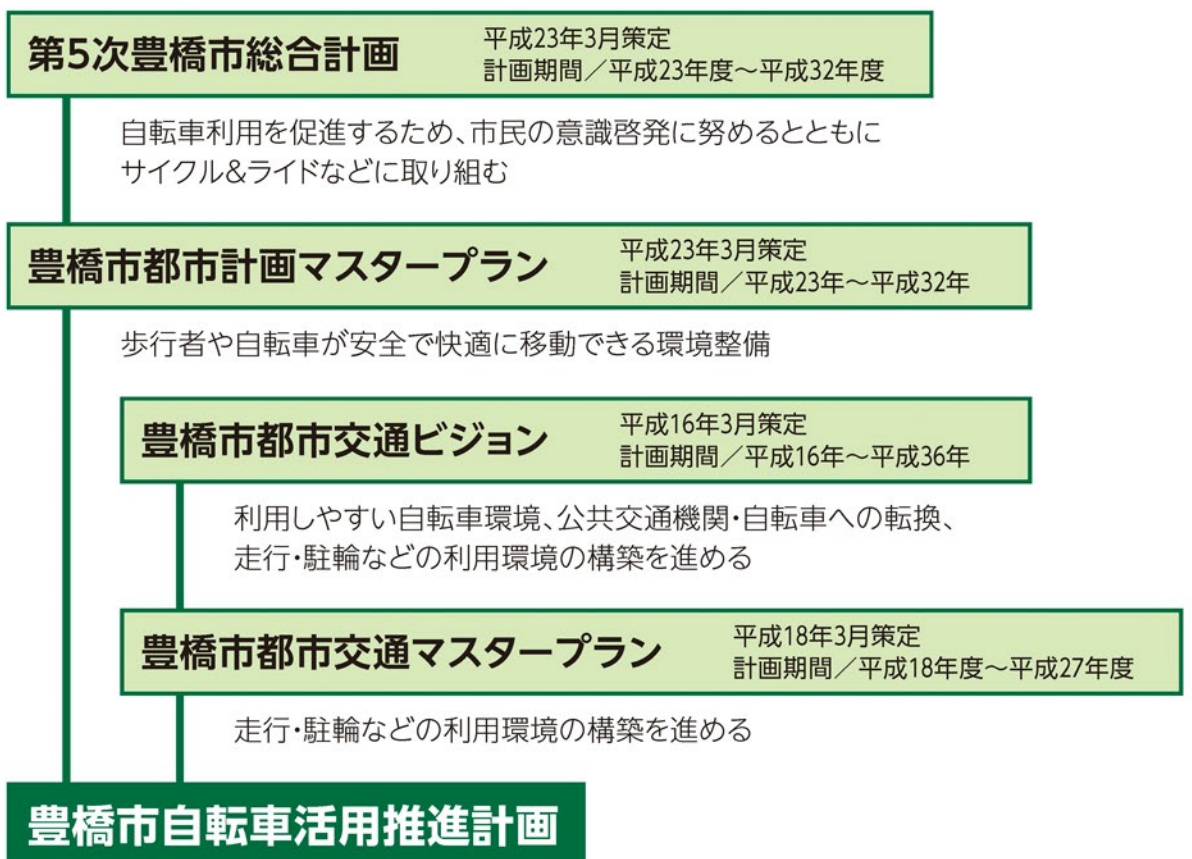 第5次豊橋市総合計画
平成23年3月策定
計画期間／平成23年度～平成32年度
自転車利用を促進するため、市民の意識啓発に努めるとともに
サイクル&ライドなどに取り組む
豊橋市都市計画マスタープラン
平成23年3月策定
計画期間／平成23年～平成32年
歩行者や自転車が安全で快適に移動できる環境整備
豊橋市都市交通ビジョン
平成16年3月策定
計画期間／平成16年～平成36年
利用しやすい自転車環境、公共交通機関・自転車への転換、
走行・駐輪などの利用環境の構築を進める
豊橋市都市交通マスタープラン
平成18年3月策定
計画期間／平成18年度～平成27年度
走行・駐輪などの利用環境の構築を進める
豊橋市自転車活用推進計画